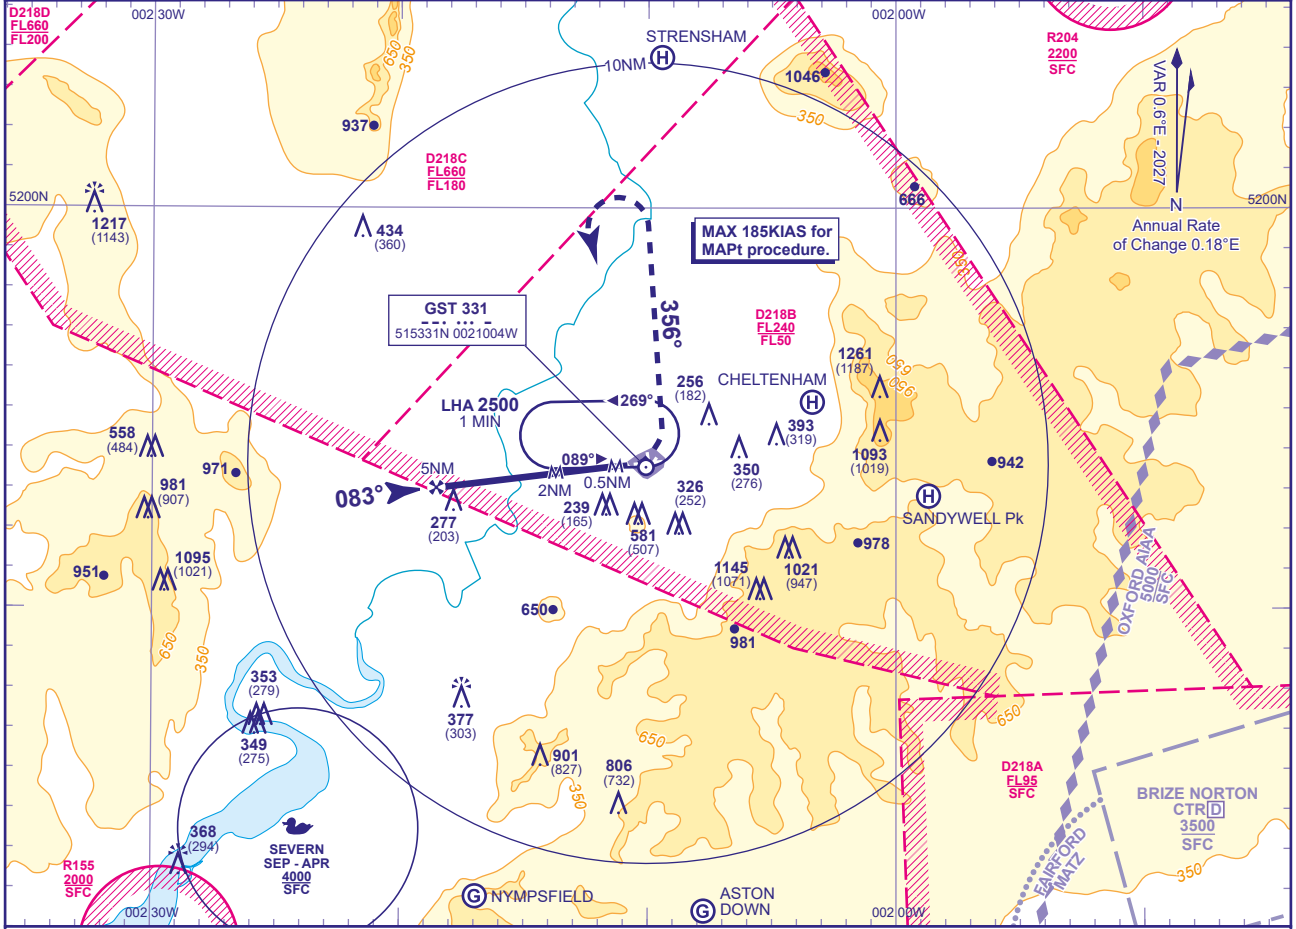 D218D
FL660
FL200
002 30W
650
350
10NM
STRENSHAM
H
002 00W
R204
2200
SFC
1046
350
VAR 0.6°E - 2027
N
Annual Rate
of Change 0.18°E
937
D218C
FL660
FL180
5200N
5200N
666
1217
(1143)
434
(360)
MAX 185KIAS for
MAPt procedure.
350
GST 331
515331N 0021004W
356°
D218B
FL240
FL50
1261
(1187)
650
950
256
(182)
CHELTENHAM
H
LHA 2500
1 MIN
269°
393
(319)
1093
(1019)
558
(484)
971
089°
350
(276)
942
5NM
2NM
0.5NM
083°
981
(907)
277
(203)
239
(165)
326
(252)
H
SANDYWELL Pk
581
(507)
978
951
1095
(1021)
1145
(1071)
1021
(947)
OXFORD AIAA
5000
SFC
650
981
650
350
353
(279)
349
(275)
377
(303)
650
650
901
(827)
806
(732)
350
D218A
FL95
SFC
BRIZE NORTON
CTR D
3500
SFC
368
(294)
SEVERN
SEP - APR
4000
SFC
FAIRFORD
MATZ
350
R155
2000
SFC
G NYMPSFIELD
G ASTON
DOWN
002 30W
002 00W